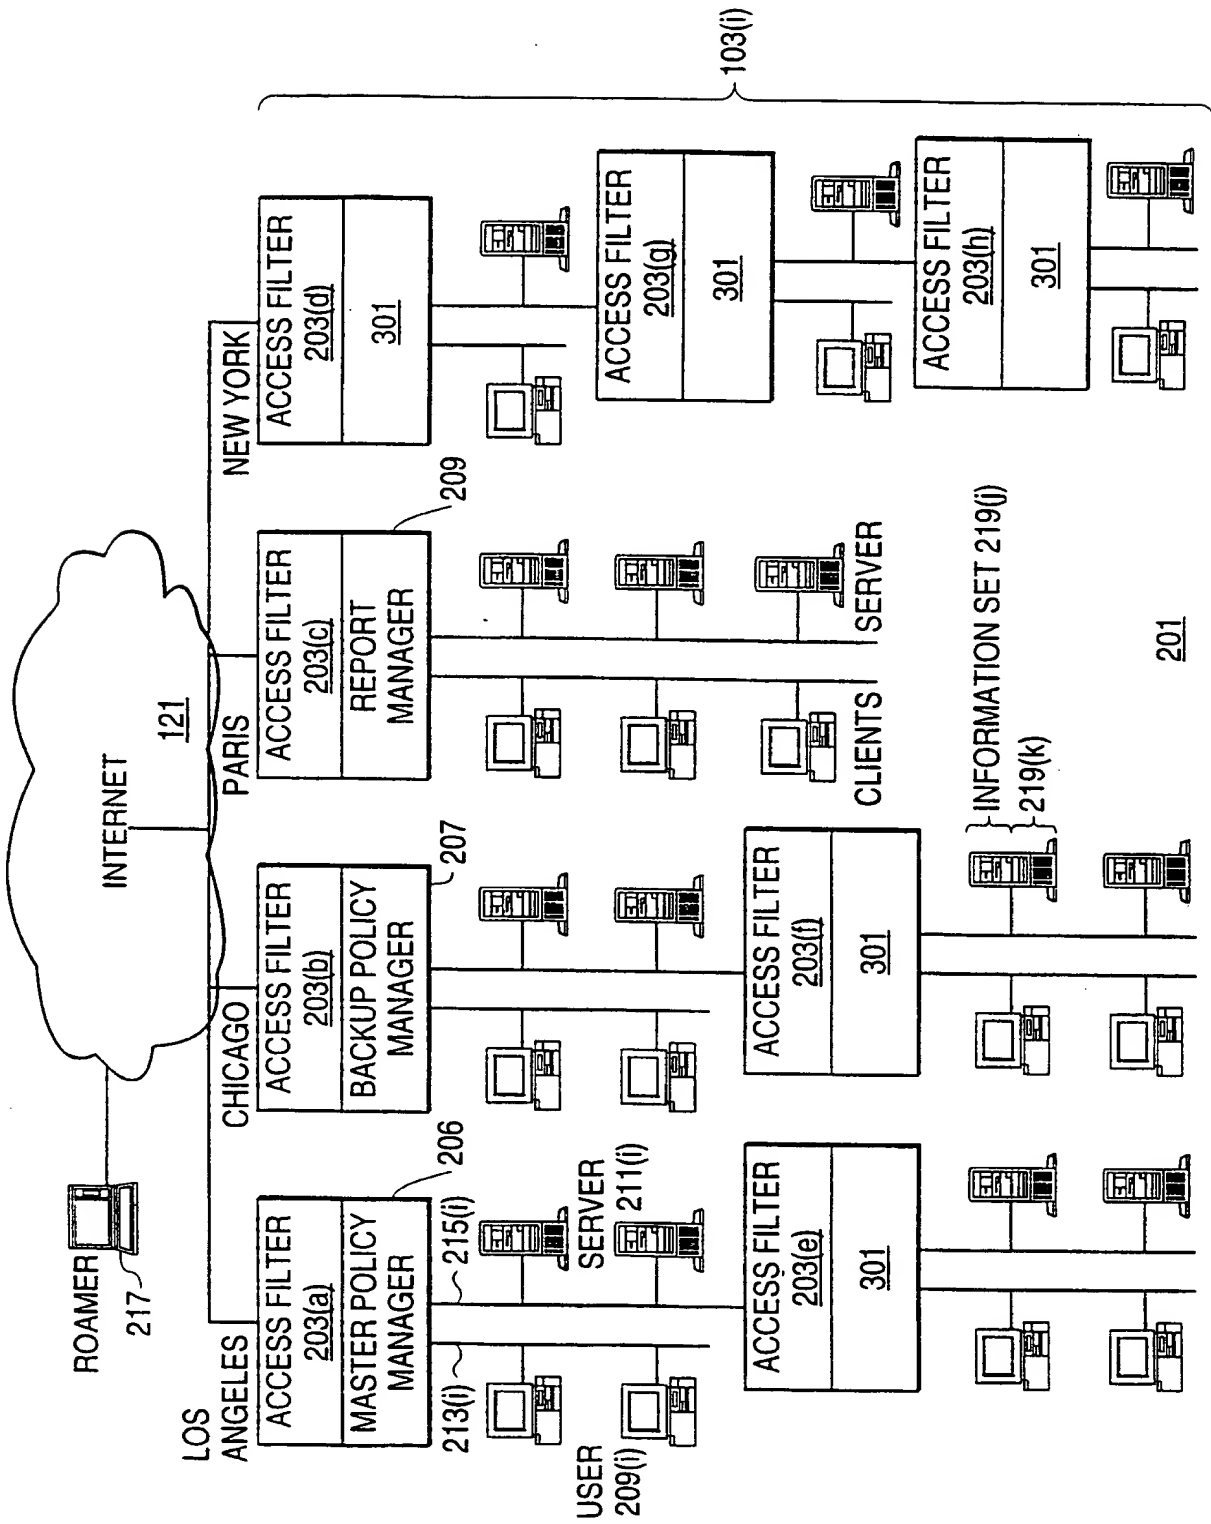 ROAMER
217
INTERNET
121
LOS
ANGELES
CHICAGO
PARIS
NEW YORK
ACCESS FILTER
203(a)
MASTER POLICY
MANAGER
206
ACCESS FILTER
203(b)
BACKUP POLICY
MANAGER
207
ACCESS FILTER
203(c)
REPORT
MANAGER
209
ACCESS FILTER
203(d)
301
103(i)
213(i)
215(i)
USER
209(i)
SERVER
211(i)
ACCESS FILTER
203(e)
301
ACCESS FILTER
203(f)
301
CLIENTS
SERVER
ACCESS FILTER
203(g)
301
ACCESS FILTER
203(h)
301
INFORMATION SET 219(j)
219(k)
201